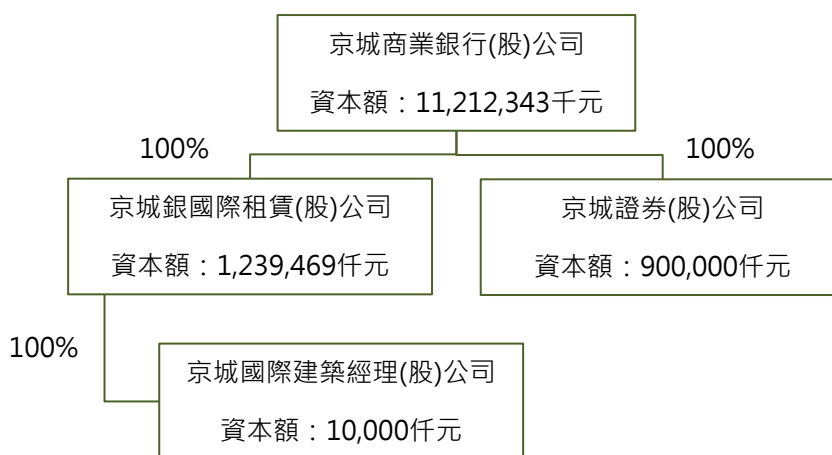 京城商業銀行(股)公司
資本額：11,212,343千元
100%
100%
京城銀國際租賃(股)公司
資本額：1,239,469仟元
京城證券(股)公司
資本額：900,000仟元
100%
京城國際建築經理(股)公司
資本額：10,000仟元